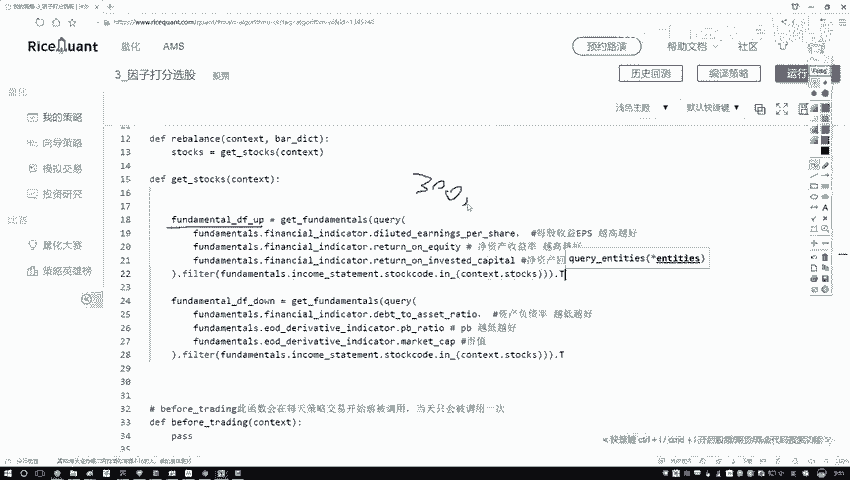 https://www.ricequant.com/
RiceQuant
量化
AMS
预约路演
帮助文档
社区
3_因子打分选股
股票
历史回测
编译策略
运行
量化
浅色主题
默认快捷键
我的策略
向导策略
模拟交易
投资研究
比赛
量化大赛
策略英雄榜
300,
11
12 def rebalance(context, bar_dict):
13 stocks = get_stocks(context)
14
15 def get_stocks(context):
16
17
18 fundamental_df_up = get_fundamentals(query(
19 fundamentals.financial_indicator.diluted_earnings_per_share, #每股收益EPS 越高越好
20 fundamentals.financial_indicator.return_on_equity # 净资产收益率 越高越好
21 fundamentals.financial_indicator.return_on_invested_capital #净资产回
query_entities(*entities)
22 ).filter(fundamentals.income_statement.stockcode.in_(context.stocks))).T
23
24 fundamental_df_down = get_fundamentals(query(
25 fundamentals.financial_indicator.debt_to_asset_ratio, #资产负债率 越低越好
26 fundamentals.eod_derivative_indicator.pb_ratio # pb 越低越好
27 fundamentals.eod_derivative_indicator.market_cap #市值
28 ).filter(fundamentals.income_statement.stockcode.in_(context.stocks))).T
29
30
31
32 # before_trading此函数会在每天策略交易开始前被调用，当天只会被调用一次
33 def before_trading(context):
34 pass
35